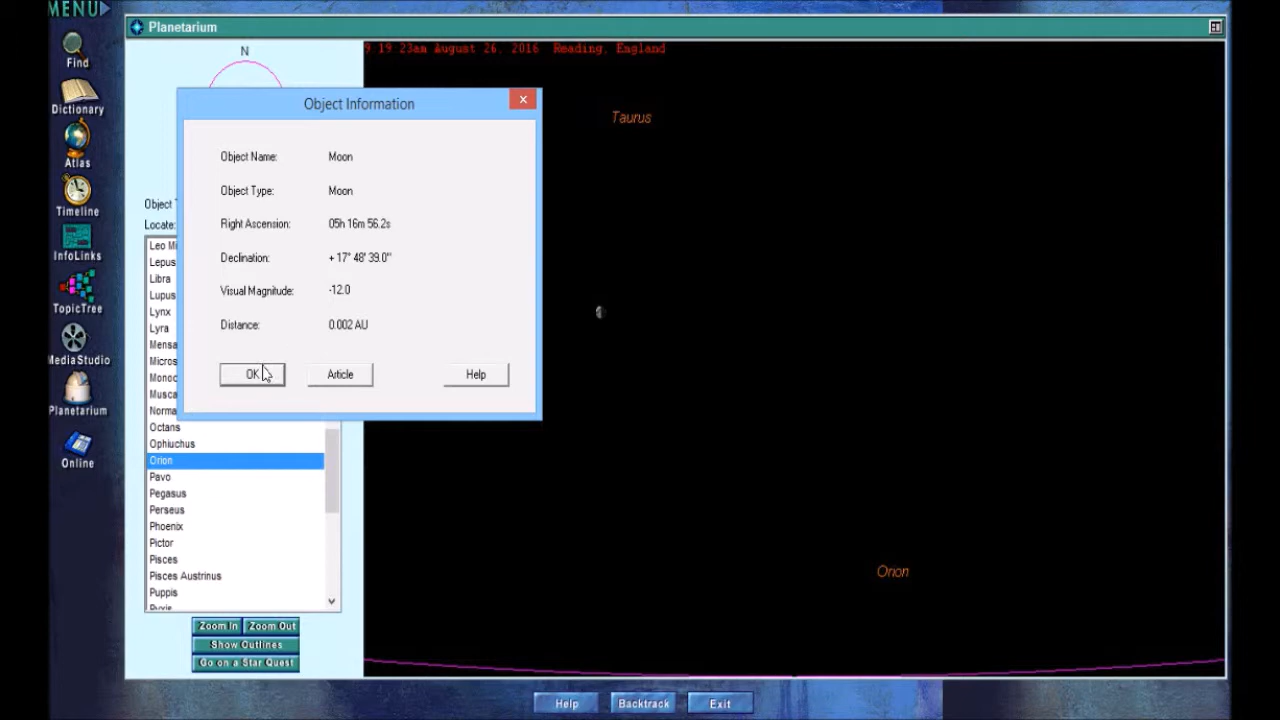 MENU
Find
Dictionary
Atlas
Timeline
InfoLinks
TopicTree
MediaStudio
Planetarium
Online
Planetarium
N
9 19 23am August 26, 2016 Reading, England
Taurus
Orion
Object Information
Object Name: Moon
Object Type: Moon
Right Ascension: 05h 16m 56.2s
Declination: + 17° 48' 39.0"
Visual Magnitude: -12.0
Distance: 0.002 AU
OK Article Help
Object T
Locate:
Leo Mi
Lepus
Libra
Lupus
Lynx
Lyra
Mensa
Micros
Monoc
Musca
Norma
Octans
Ophiuchus
Orion
Pavo
Pegasus
Perseus
Phoenix
Pictor
Pisces
Piscis Austrinus
Puppis
Pyxis
Zoom In Zoom Out
Show Outlines
Go on a Star Quest
Help Backtrack Exit